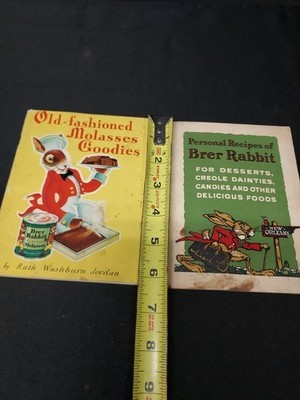 Old-fashioned
Molasses
Goodies
Brer
Rabbit
Molasses
by Ruth Washburn Jordan
2
3
4
5
6
7
8
9
Personal Recipes of
Brer Rabbit
FOR DESSERTS,
CREOLE DAINTIES,
CANDIES AND OTHER
DELICIOUS FOODS
NEW
ORLEANS